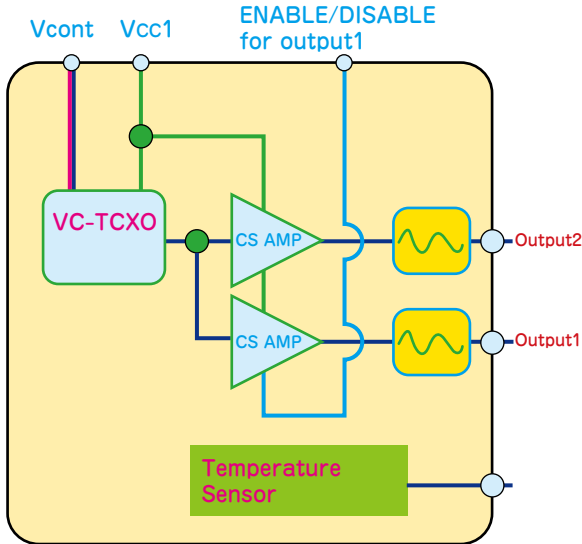 Vcont
Vcc1
ENABLE/DISABLE
for output1
VC-TCXO
CS AMP
Output2
CS AMP
Output1
Temperature
Sensor